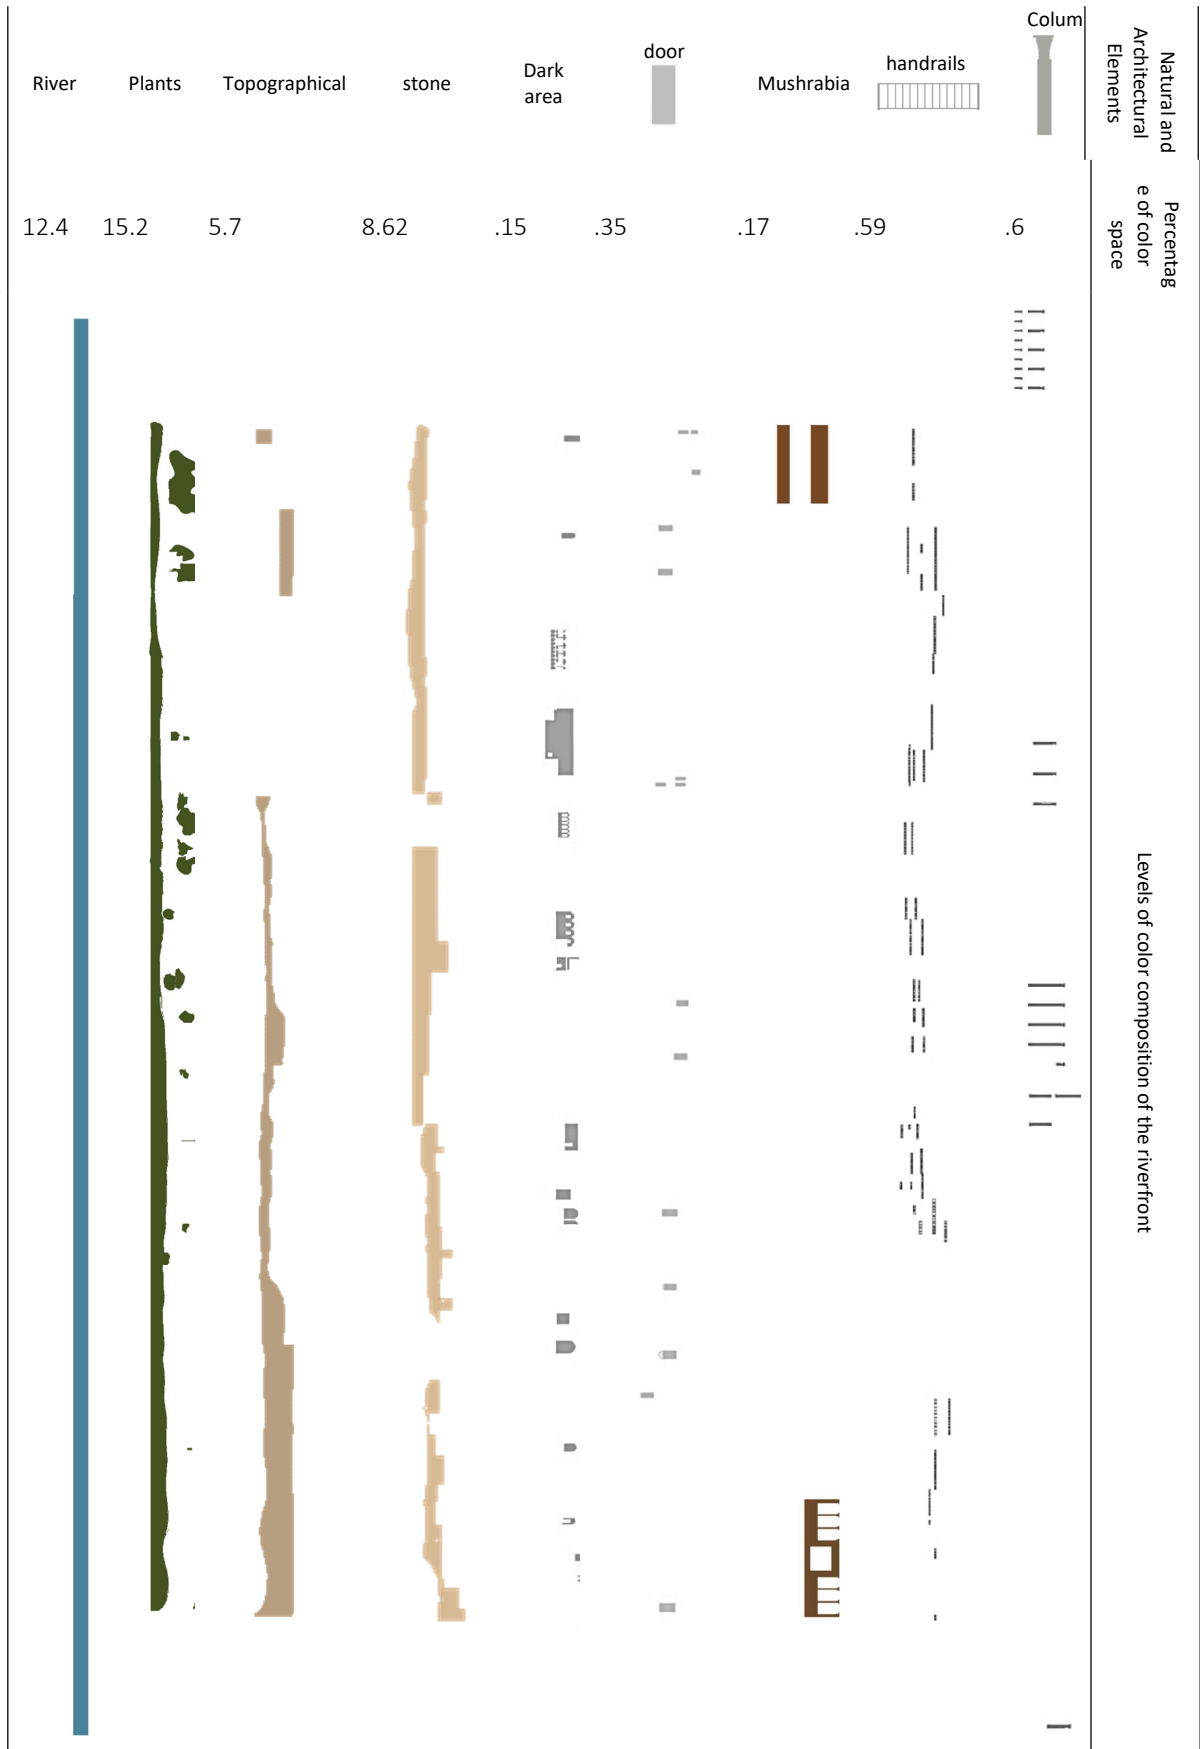 Colum
door
handrails
Dark
area
Mushrabia
River
Plants
Topographical
stone
Natural and
Architectural
Elements
12.4
15.2
5.7
8.62
.15
.35
.17
.59
.6
Percentag
e of color
space
Levels of color composition of the riverfront